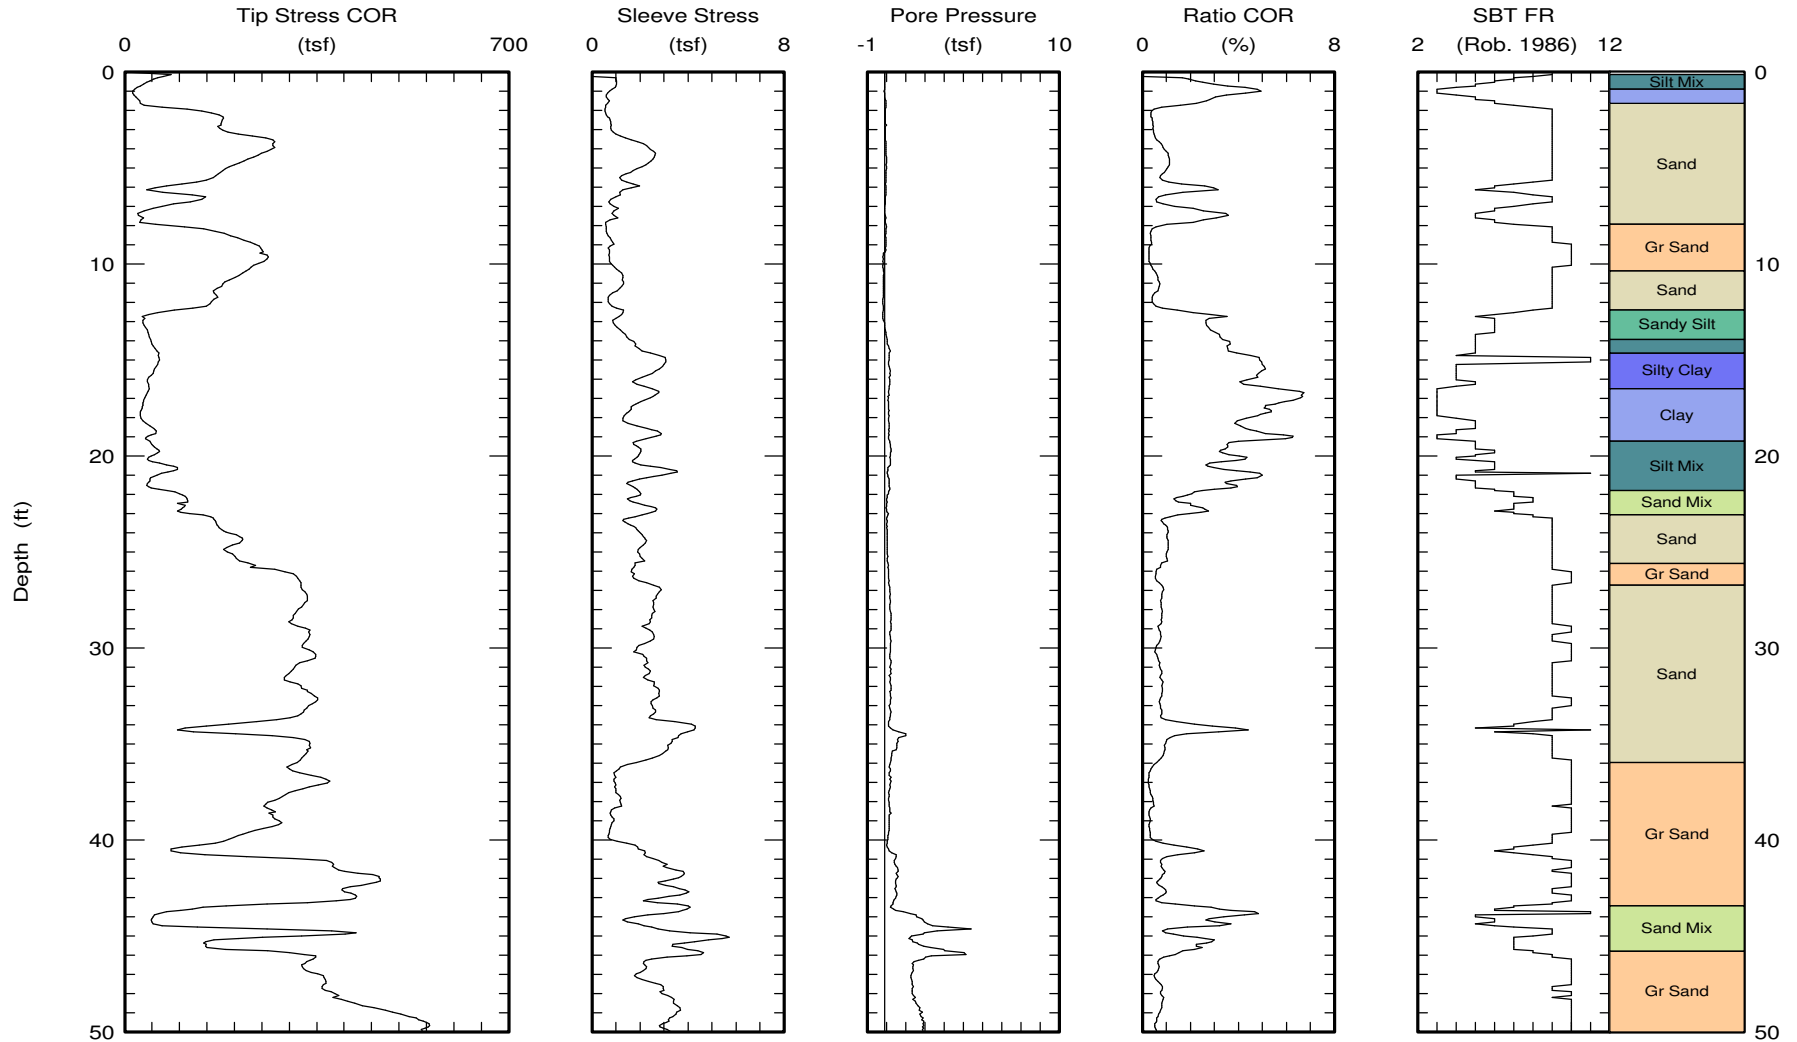 Tip Stress COR Sleeve Stress Pore Pressure Ratio COR SBT FR
0 (tsf) 700 0 (tsf) 8 -1 (tsf) 10 0 (%) 8 2 (Rob. 1986) 12
0 0
Silt Mix
Sand
Gr Sand
10 10
Sand
Sandy Silt
Silty Clay
Clay
20 20
Silt Mix
Sand Mix
Depth (ft)
Sand
Gr Sand
30 30
Sand
40 40
Gr Sand
Sand Mix
Gr Sand
50 50